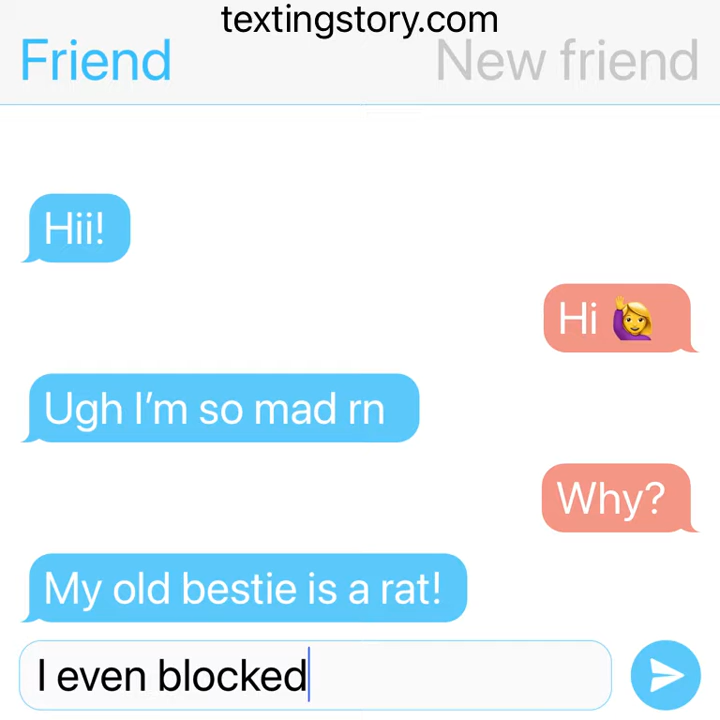 textingstory.com
Friend New friend
Hii!
Hi 🙋‍♀️
Ugh I’m so mad rn
Why?
My old bestie is a rat!
I even blocked